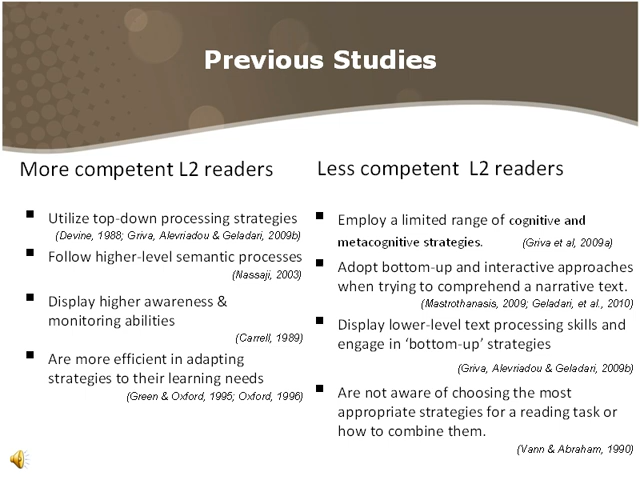 Previous Studies
More competent L2 readers
Utilize top-down processing strategies
(Devine, 1988; Griva, Alevriadou & Geladari, 2009b)
Follow higher-level semantic processes
(Nassaji, 2003)
Display higher awareness &
monitoring abilities
(Carrell, 1989)
Are more efficient in adapting
strategies to their learning needs
(Green & Oxford, 1995; Oxford, 1996)
Less competent L2 readers
Employ a limited range of cognitive and
metacognitive strategies. (Griva et al, 2009a)
Adopt bottom-up and interactive approaches
when trying to comprehend a narrative text.
(Mastrothanasis, 2009; Geladari, et al., 2010)
Display lower-level text processing skills and
engage in ‘bottom-up’ strategies
(Griva, Alevriadou & Geladari, 2009b)
Are not aware of choosing the most
appropriate strategies for a reading task or
how to combine them.
(Vann & Abraham, 1990)